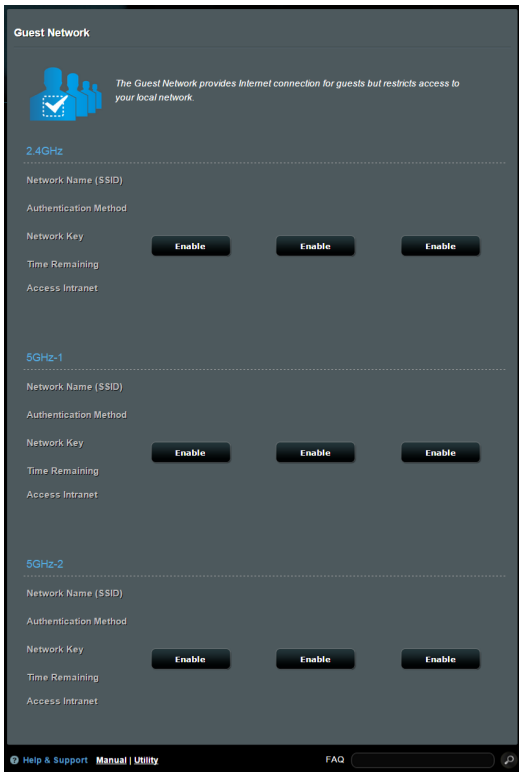 Guest Network
The Guest Network provides Internet connection for guests but restricts access to
your local network.
2.4GHz
Network Name (SSID)
Authentication Method
Network Key
Enable Enable Enable
Time Remaining
Access Intranet
5GHz-1
Network Name (SSID)
Authentication Method
Network Key
Enable Enable Enable
Time Remaining
Access Intranet
5GHz-2
Network Name (SSID)
Authentication Method
Network Key
Enable Enable Enable
Time Remaining
Access Intranet
? Help & Support Manual | Utility FAQ